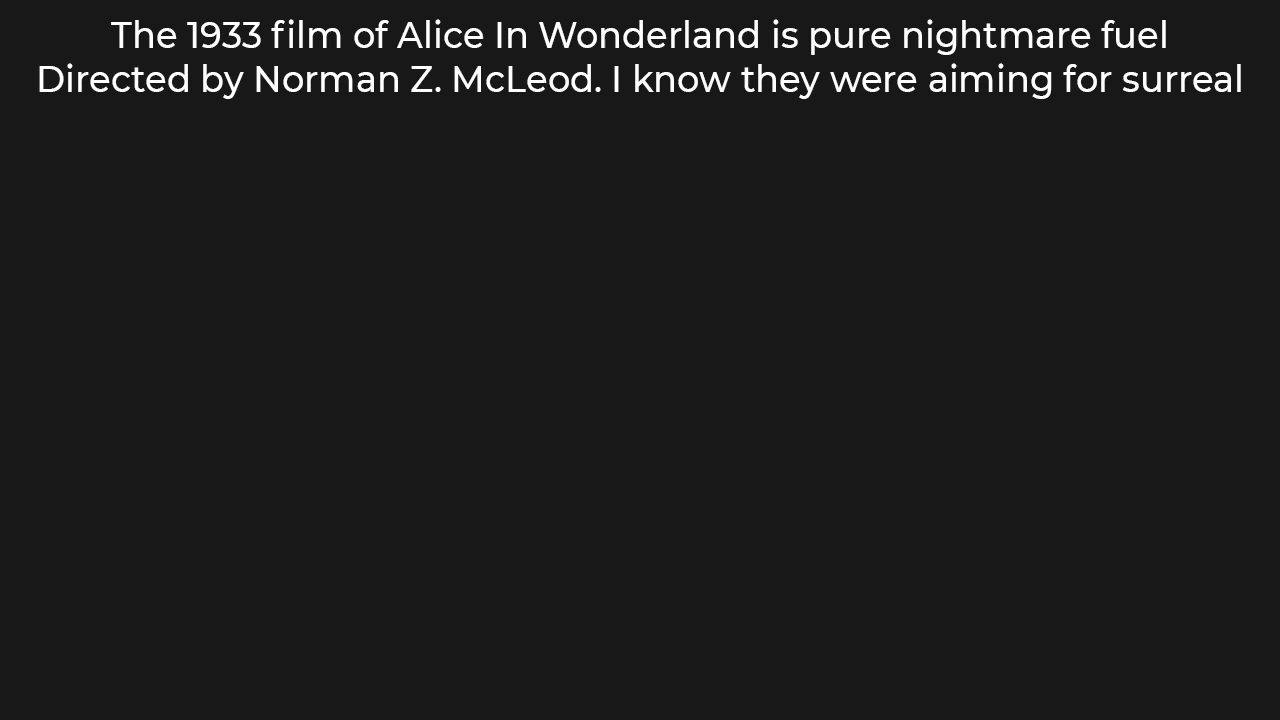 The 1933 film of Alice In Wonderland is pure nightmare fuel
Directed by Norman Z. McLeod. I know they were aiming for surreal